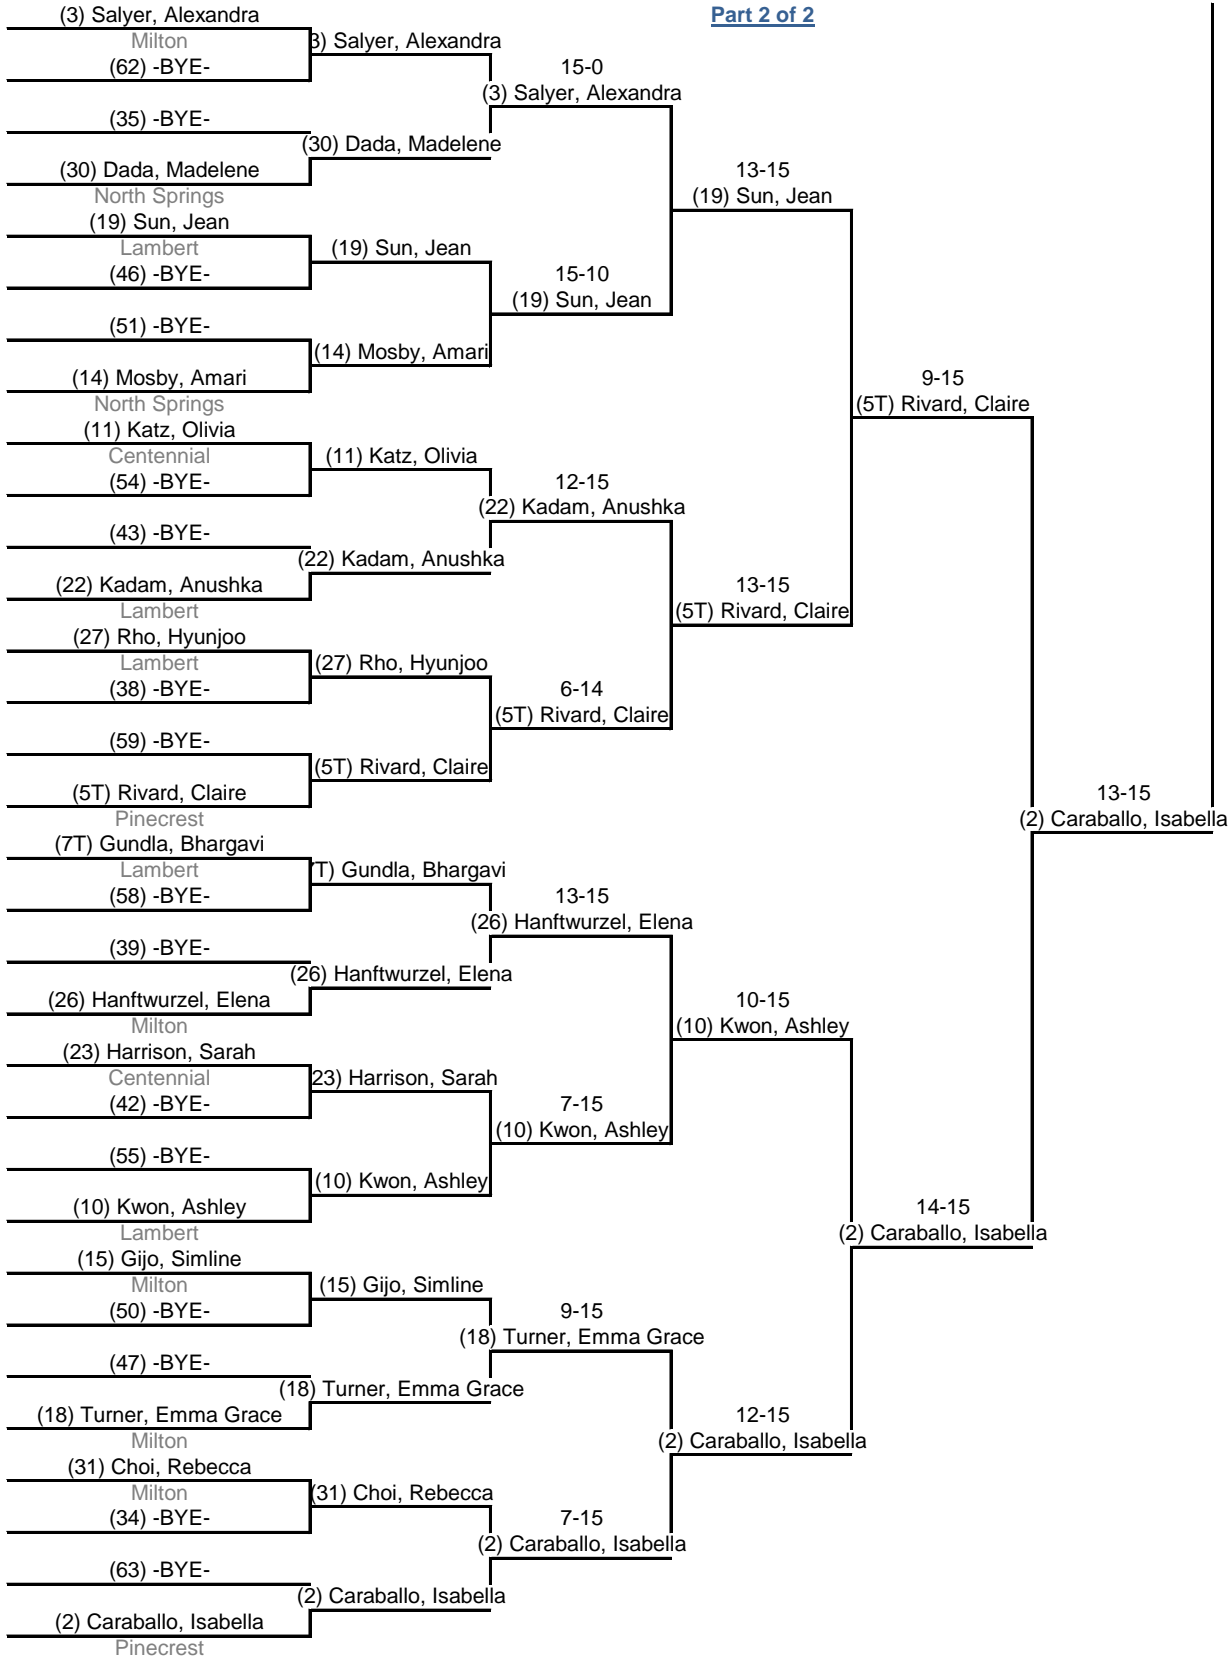 (3) Salyer, Alexandra
Part 2 of 2
Milton
3) Salyer, Alexandra
(62) -BYE-
15-0
(3) Salyer, Alexandra
(35) -BYE-
(30) Dada, Madelene
(30) Dada, Madelene
13-15
North Springs
(19) Sun, Jean
(19) Sun, Jean
Lambert
(19) Sun, Jean
(46) -BYE-
15-10
(19) Sun, Jean
(51) -BYE-
(14) Mosby, Amari
(14) Mosby, Amari
9-15
North Springs
(5T) Rivard, Claire
(11) Katz, Olivia
Centennial
(11) Katz, Olivia
(54) -BYE-
12-15
(22) Kadam, Anushka
(43) -BYE-
(22) Kadam, Anushka
(22) Kadam, Anushka
13-15
Lambert
(5T) Rivard, Claire
(27) Rho, Hyunjoo
Lambert
(27) Rho, Hyunjoo
(38) -BYE-
6-14
(5T) Rivard, Claire
(59) -BYE-
(5T) Rivard, Claire
(5T) Rivard, Claire
13-15
Pinecrest
(2) Caraballo, Isabella
(7T) Gundla, Bhargavi
Lambert
T) Gundla, Bhargavi
(58) -BYE-
13-15
(26) Hanftwurzel, Elena
(39) -BYE-
(26) Hanftwurzel, Elena
(26) Hanftwurzel, Elena
10-15
Milton
(10) Kwon, Ashley
(23) Harrison, Sarah
Centennial
23) Harrison, Sarah
(42) -BYE-
7-15
(10) Kwon, Ashley
(55) -BYE-
(10) Kwon, Ashley
(10) Kwon, Ashley
14-15
Lambert
(2) Caraballo, Isabella
(15) Gijo, Simline
Milton
(15) Gijo, Simline
(50) -BYE-
9-15
(18) Turner, Emma Grace
(47) -BYE-
(18) Turner, Emma Grace
(18) Turner, Emma Grace
12-15
Milton
(2) Caraballo, Isabella
(31) Choi, Rebecca
Milton
(31) Choi, Rebecca
(34) -BYE-
7-15
(2) Caraballo, Isabella
(63) -BYE-
(2) Caraballo, Isabella
(2) Caraballo, Isabella
Pinecrest